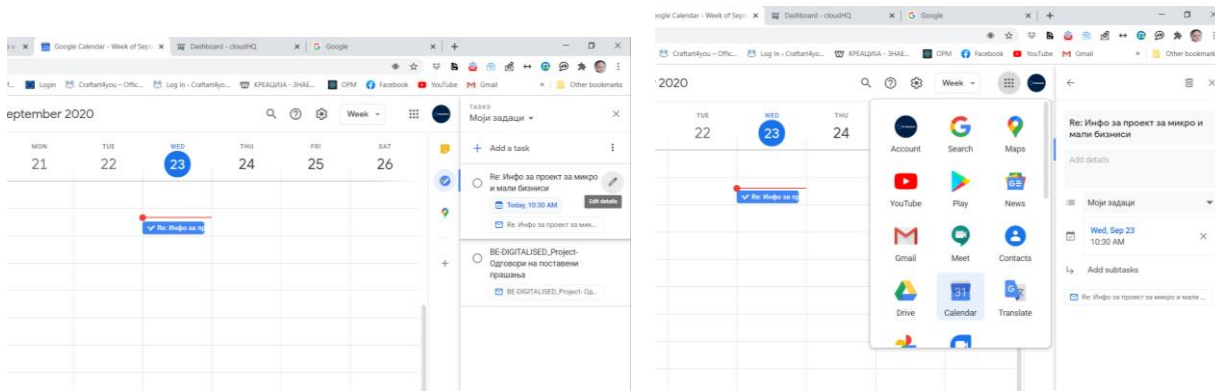 Google Calendar - Week of Sept
Dashboard - cloudHQ
Google
Login
Craftart4you – Offic...
Log In ‹ Craftart4yo...
КРЕАЦИЈА - ЗНАЕ...
OPM
Facebook
YouTube
Gmail
Other bookmarks
eptember 2020
Week
MON
TUE
WED
THU
FRI
SAT
21
22
23
24
25
26
Re: Инфо за пр
TASKS
Моји задаци
Add a task
Re: Инфо за проект за микро
и мали бизниси
Today, 10:30 AM
Edit details
Re: Инфо за проект за мик...
BE-DIGITALISED_Project-
Одговори на поставени
прашања
BE-DIGITALISED_Project- Од...
oogle Calendar - Week of Sept
Dashboard - cloudHQ
Google
Craftart4you – Offic...
Log In ‹ Craftart4yo...
КРЕАЦИЈА - ЗНАЕ...
OPM
Facebook
YouTube
Gmail
Other bookmark
2020
Week
TUE
WED
THU
22
23
24
Re: Инфо за пр
Account
Search
Maps
YouTube
Play
News
Gmail
Meet
Contacts
Drive
31
Calendar
Translate
Re: Инфо за проект за микро и
мали бизниси
Add details
Моји задаци
Wed, Sep 23
10:30 AM
Add subtasks
Re: Инфо за проект за микро и мали ...